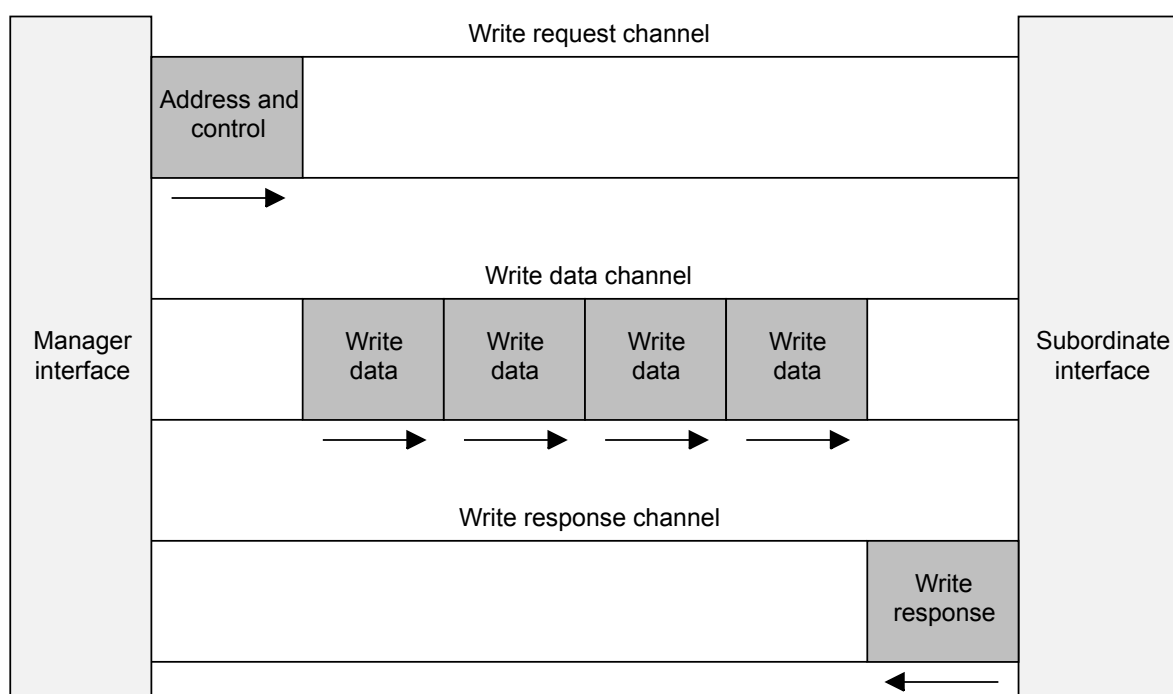 Write request channel
Address and
control
Write data channel
Manager
interface
Write
data
Write
data
Write
data
Write
data
Subordinate
interface
Write response channel
Write
response